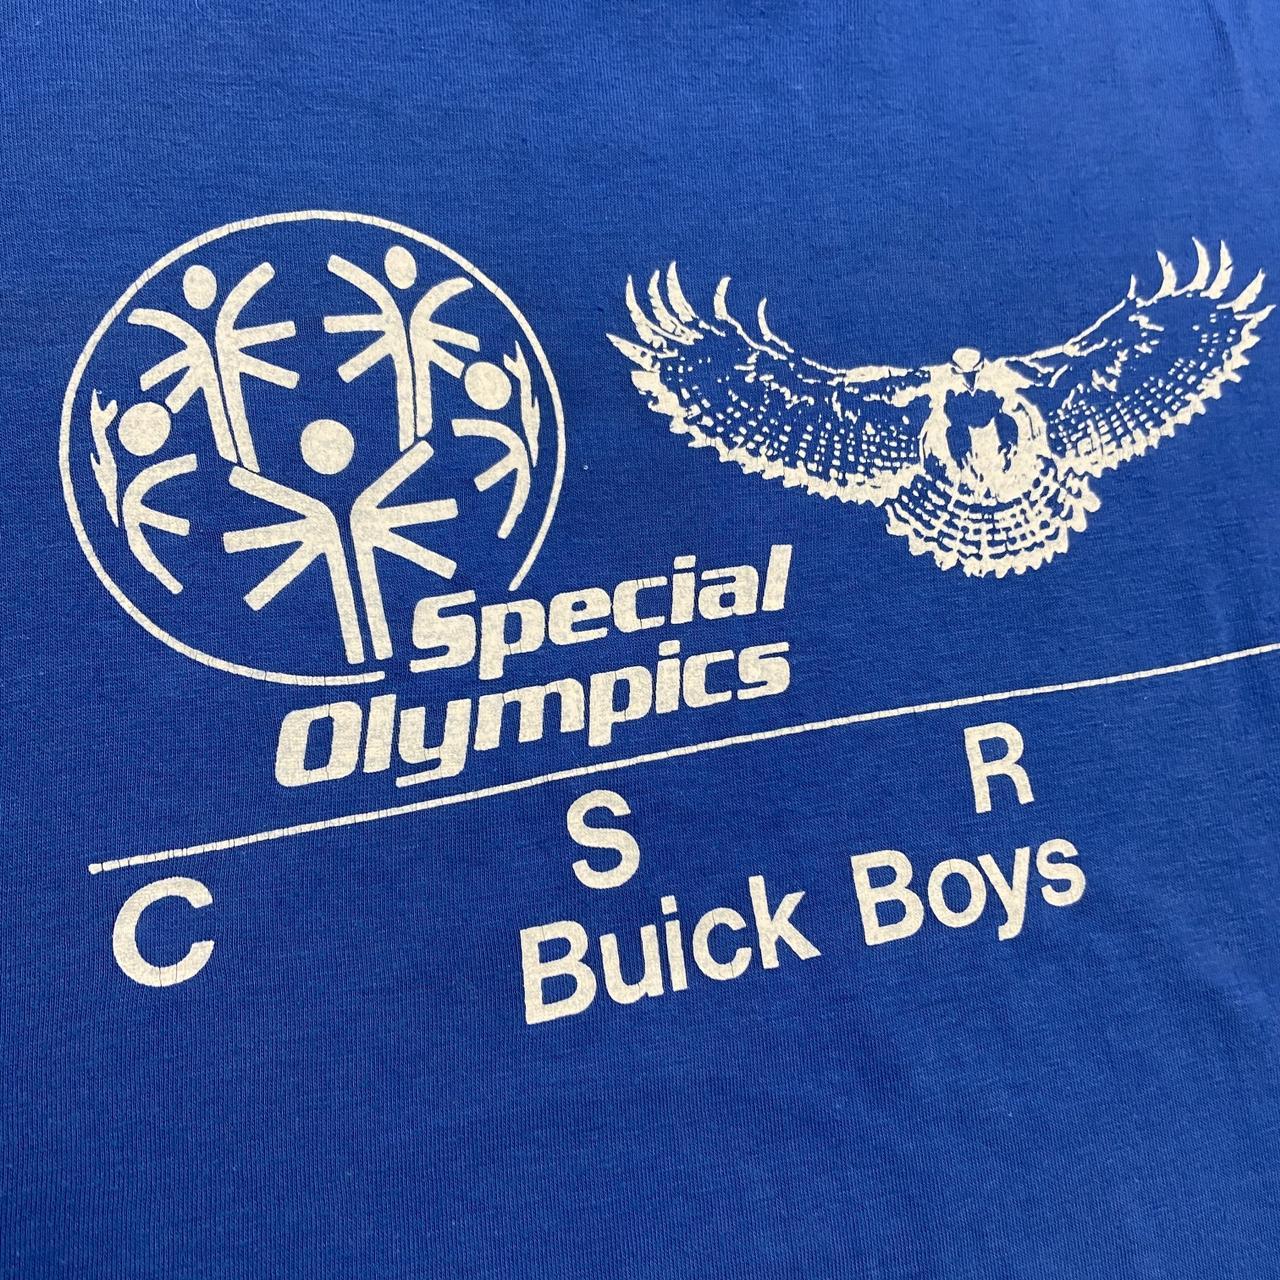 Special
Olympics
C S R
Buick Boys